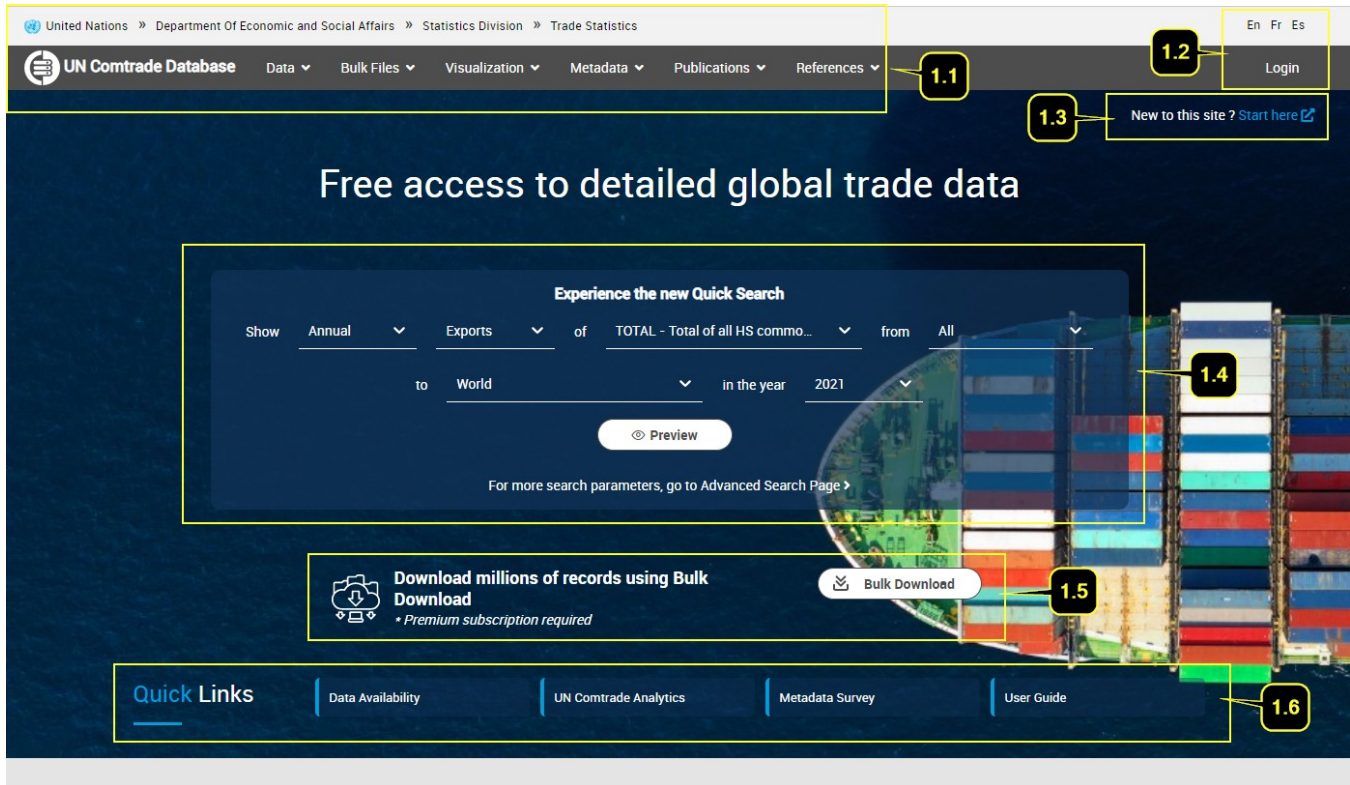 United Nations » Department Of Economic and Social Affairs » Statistics Division » Trade Statistics
En Fr Es
UN Comtrade Database Data Bulk Files Visualization Metadata Publications References
1.1
1.2
Login
1.3
New to this site ? Start here
Free access to detailed global trade data
Experience the new Quick Search
Show Annual Exports of TOTAL - Total of all HS commo... from All
to World in the year 2021
1.4
Preview
For more search parameters, go to Advanced Search Page >
Download millions of records using Bulk
Download
* Premium subscription required
Bulk Download
1.5
Quick Links
Data Availability
UN Comtrade Analytics
Metadata Survey
User Guide
1.6